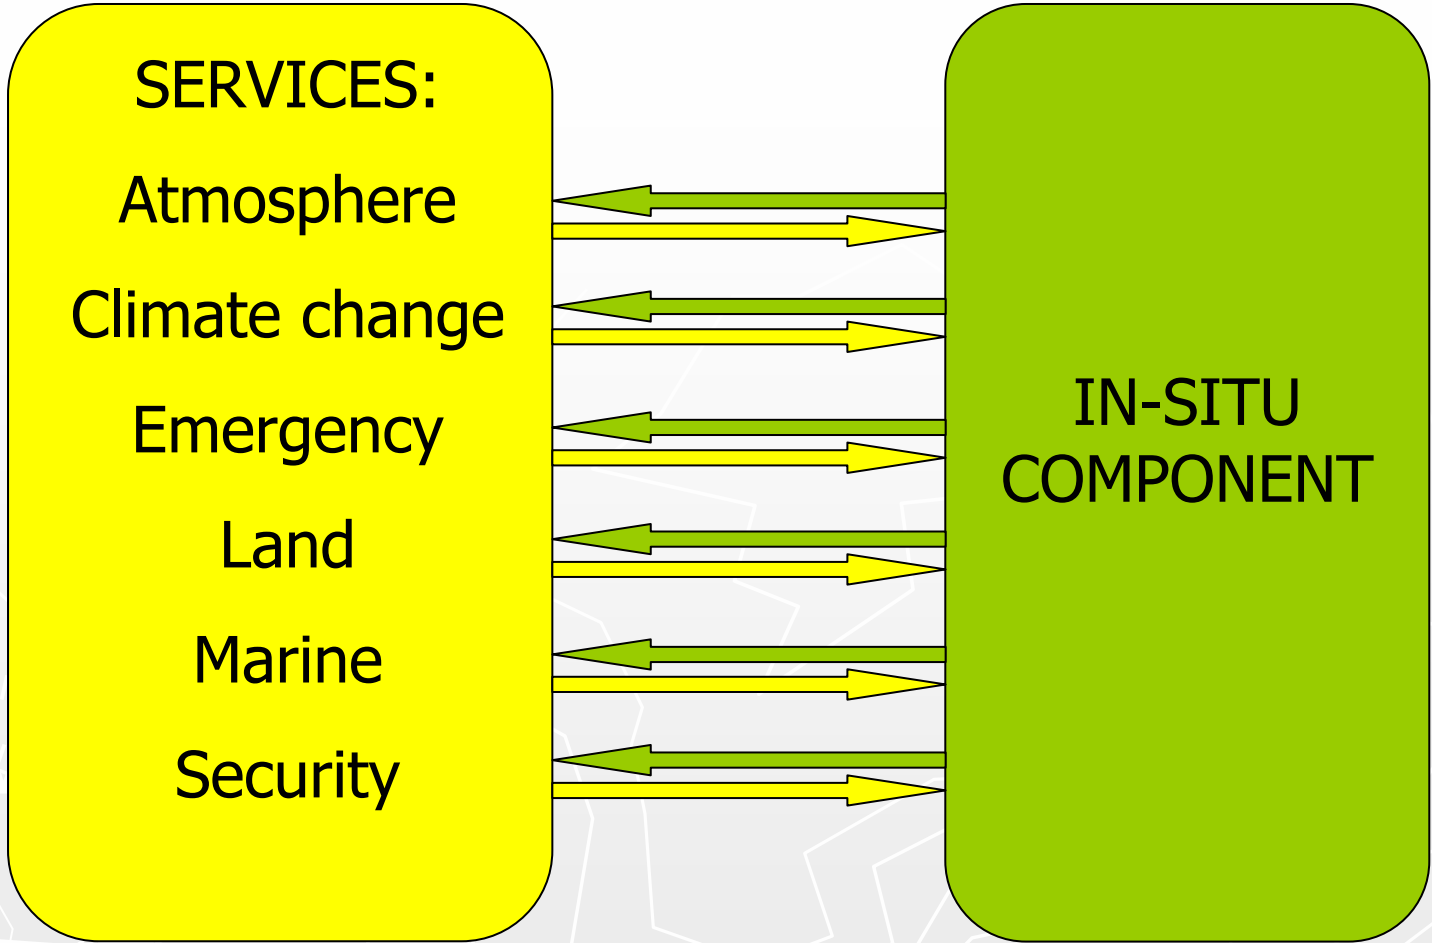 SERVICES:
Atmosphere
Climate change
Emergency
Land
Marine
Security
IN-SITU
COMPONENT